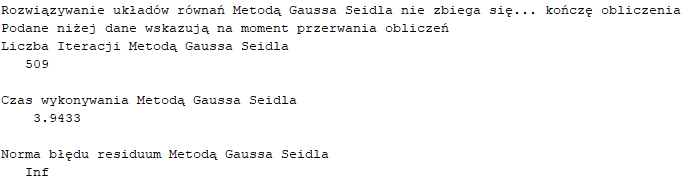 Rozwiązywanie układów równań Metodą Gaussa Seidla nie zbiega się... kończę obliczenia
Podane niżej dane wskazują na moment przerwania obliczeń
Liczba Iteracji Metodą Gaussa Seidla
509
Czas wykonywania Metodą Gaussa Seidla
3.9433
Norma błędu residuum Metodą Gaussa Seidla
Inf